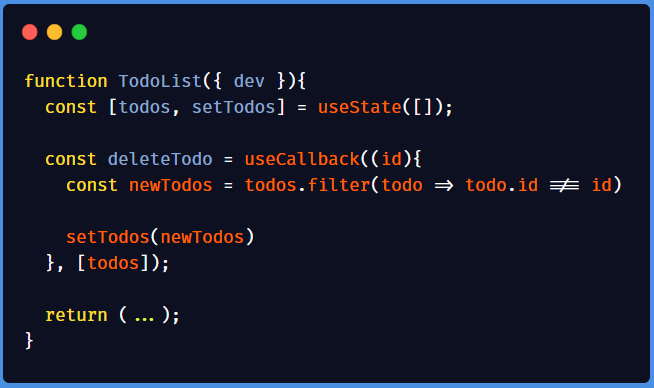 function TodoList({ dev }){
const [todos, setTodos] = useState([]);
const deleteTodo = useCallback((id){
const newTodos = todos.filter(todo => todo.id !== id)
setTodos(newTodos)
}, [todos]);
return (...);
}